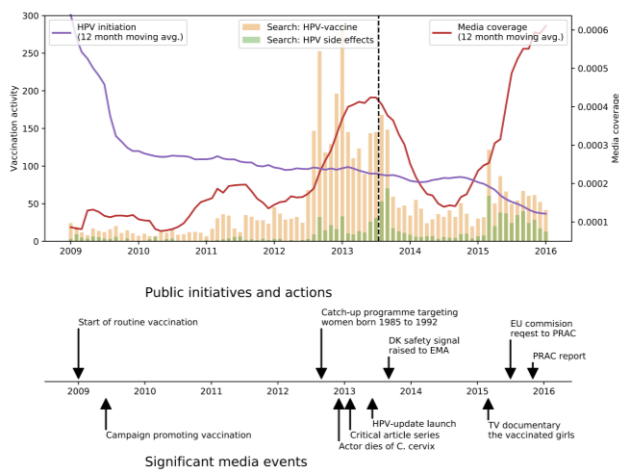 HPV initiation
(12 month moving avg.)
Search: HPV-vaccine
Search: HPV side effects
Media coverage
(12 month moving avg.)
300
250
200
150
100
50
0
Vaccination activity
0.0006
0.0005
0.0004
0.0003
0.0002
0.0001
Media coverage
2009 2010 2011 2012 2013 2014 2015 2016
Public initiatives and actions
Start of routine vaccination
Catch-up programme targeting
women born 1985 to 1992
DK safety signal
raised to EMA
EU commision
reqest to PRAC
PRAC report
2009 2010 2011 2012 2013 2014 2015 2016
Campaign promoting vaccination
HPV-update launch
Critical article series
Actor dies of C. cervix
TV documentary
the vaccinated girls
Significant media events